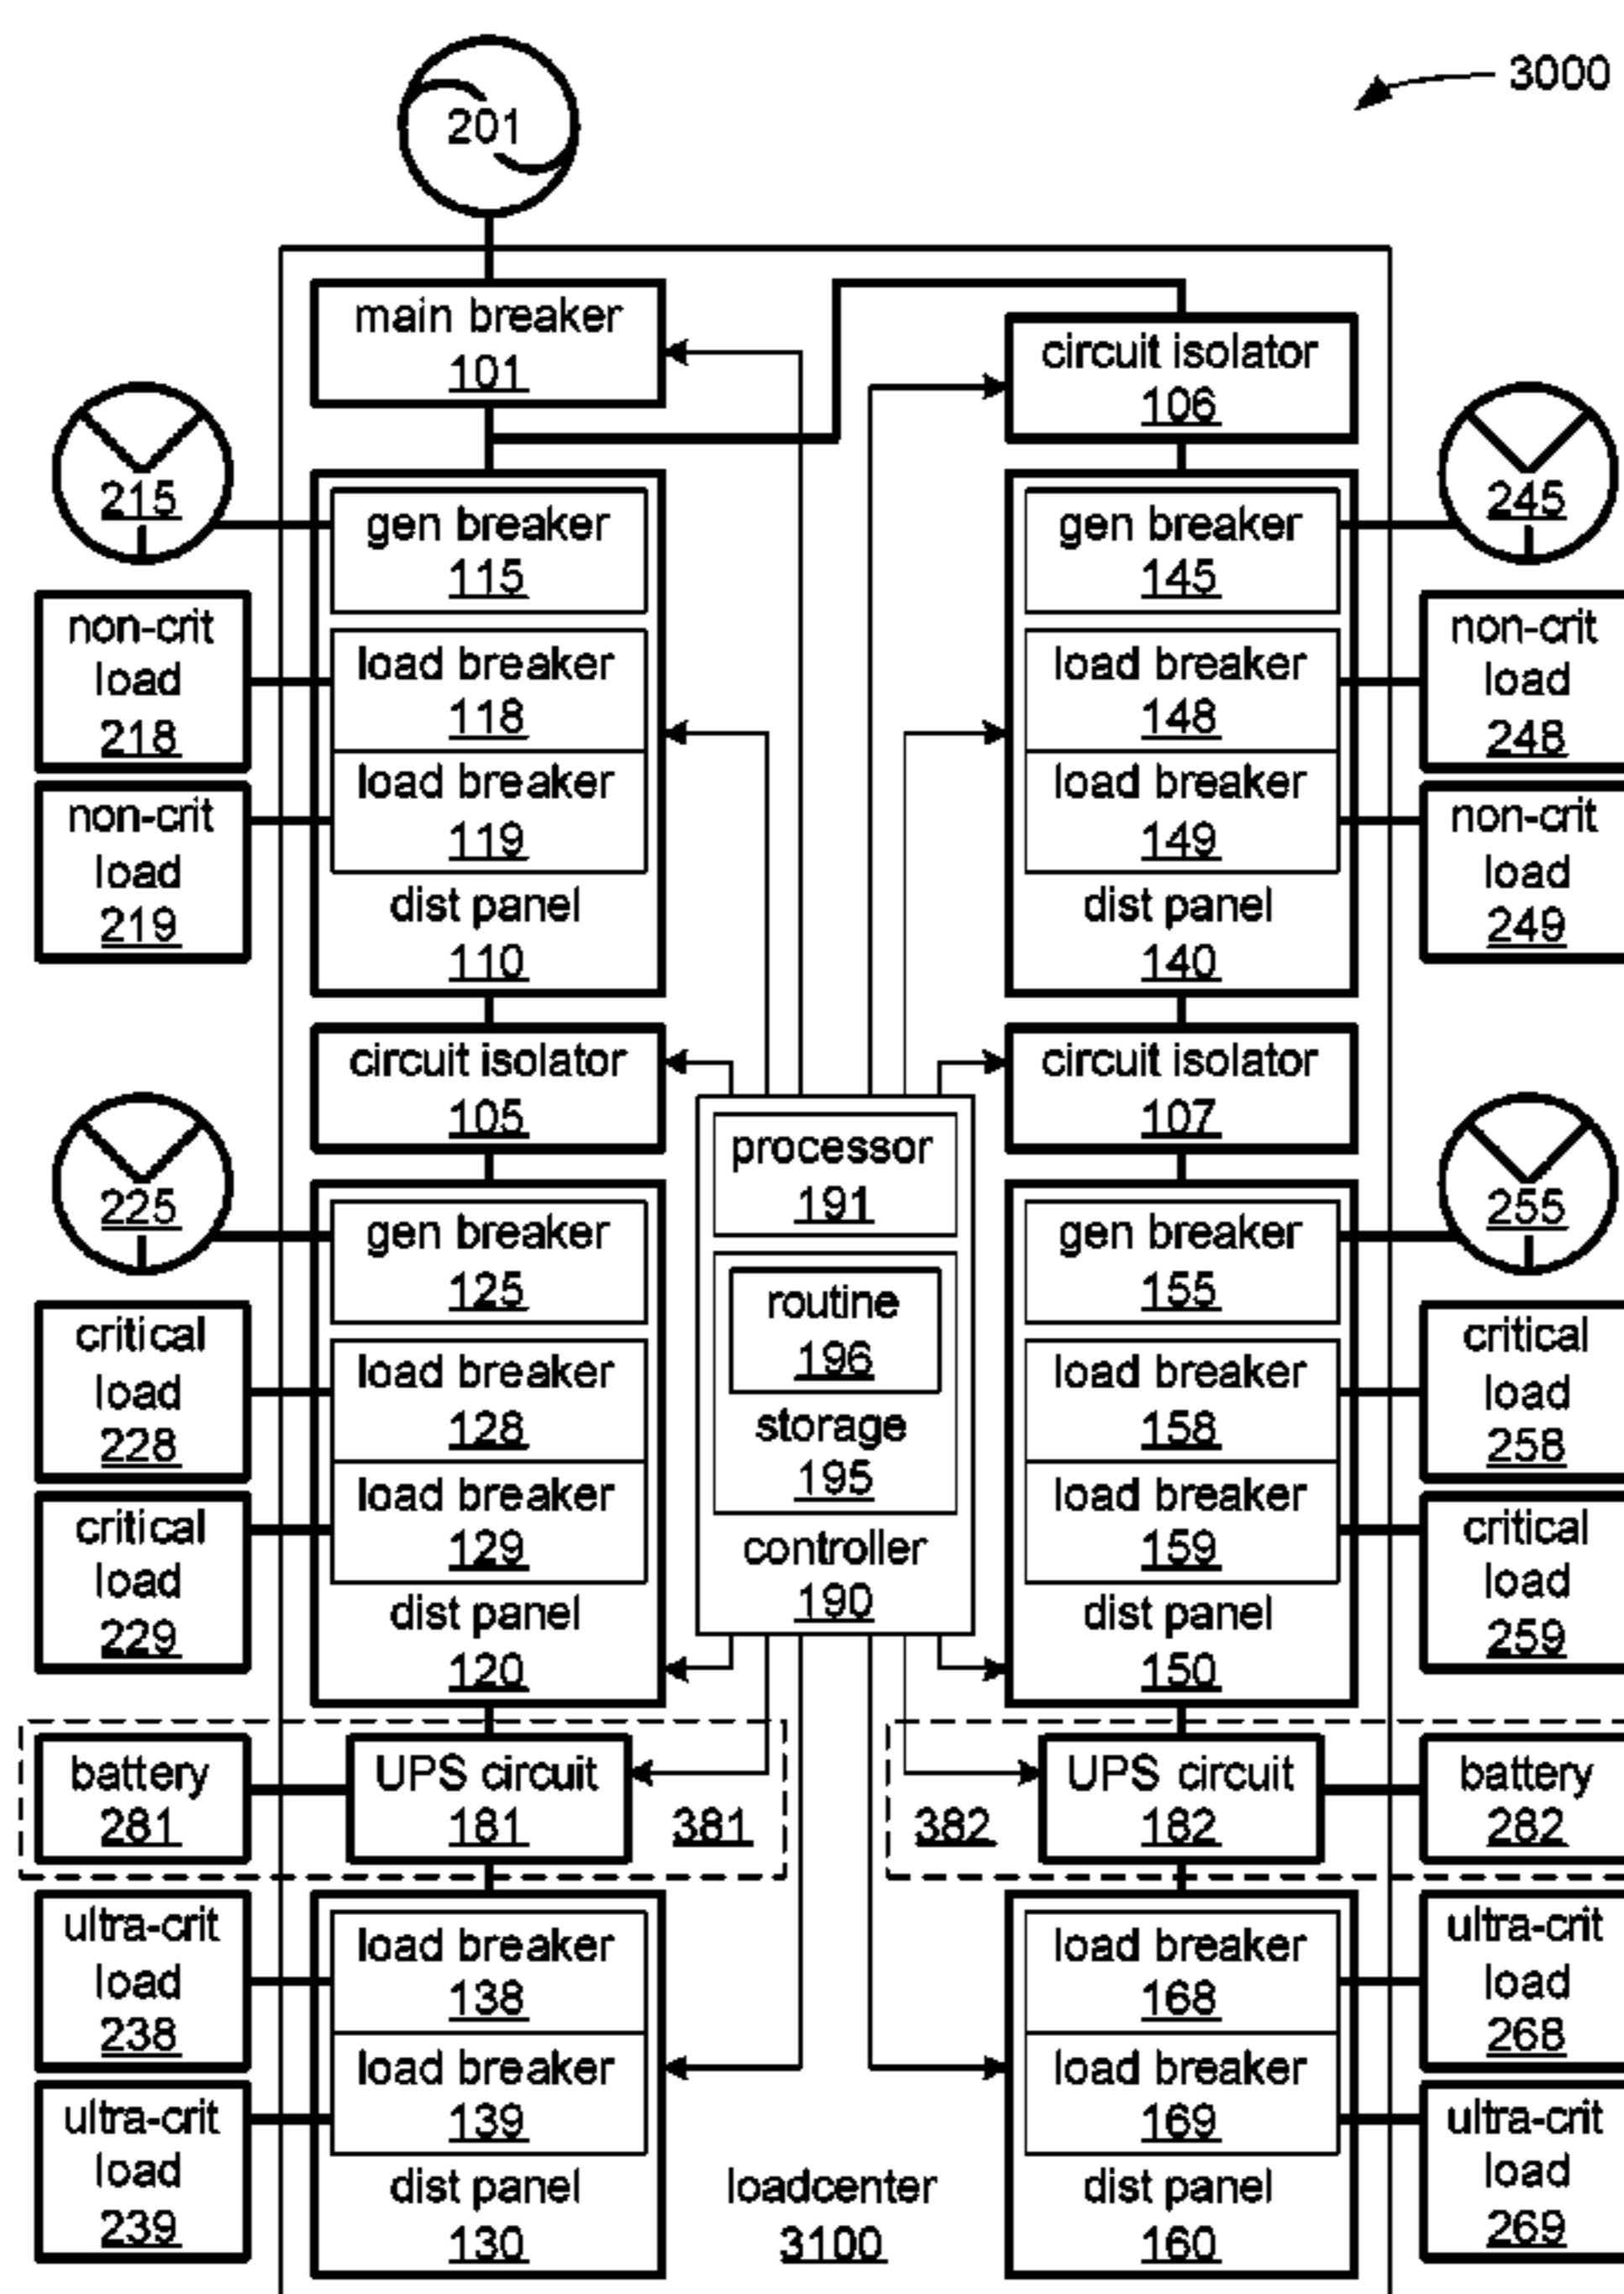 3000
201
main breaker
101
circuit isolator
106
215
gen breaker
115
gen breaker
145
245
non-crit
load
218
load breaker
118
load breaker
148
non-crit
load
248
non-crit
load
219
load breaker
119
load breaker
149
non-crit
load
249
dist panel
110
dist panel
140
circuit isolator
105
circuit isolator
107
processor
191
225
gen breaker
125
gen breaker
155
255
routine
196
storage
195
controller
190
critical
load
228
load breaker
128
load breaker
158
critical
load
258
critical
load
229
load breaker
129
load breaker
159
critical
load
259
dist panel
120
dist panel
150
battery
281
UPS circuit
181
381
382
UPS circuit
182
battery
282
ultra-crit
load
238
load breaker
138
load breaker
168
ultra-crit
load
268
ultra-crit
load
239
load breaker
139
load breaker
169
ultra-crit
load
269
dist panel
130
loadcenter
3100
dist panel
160